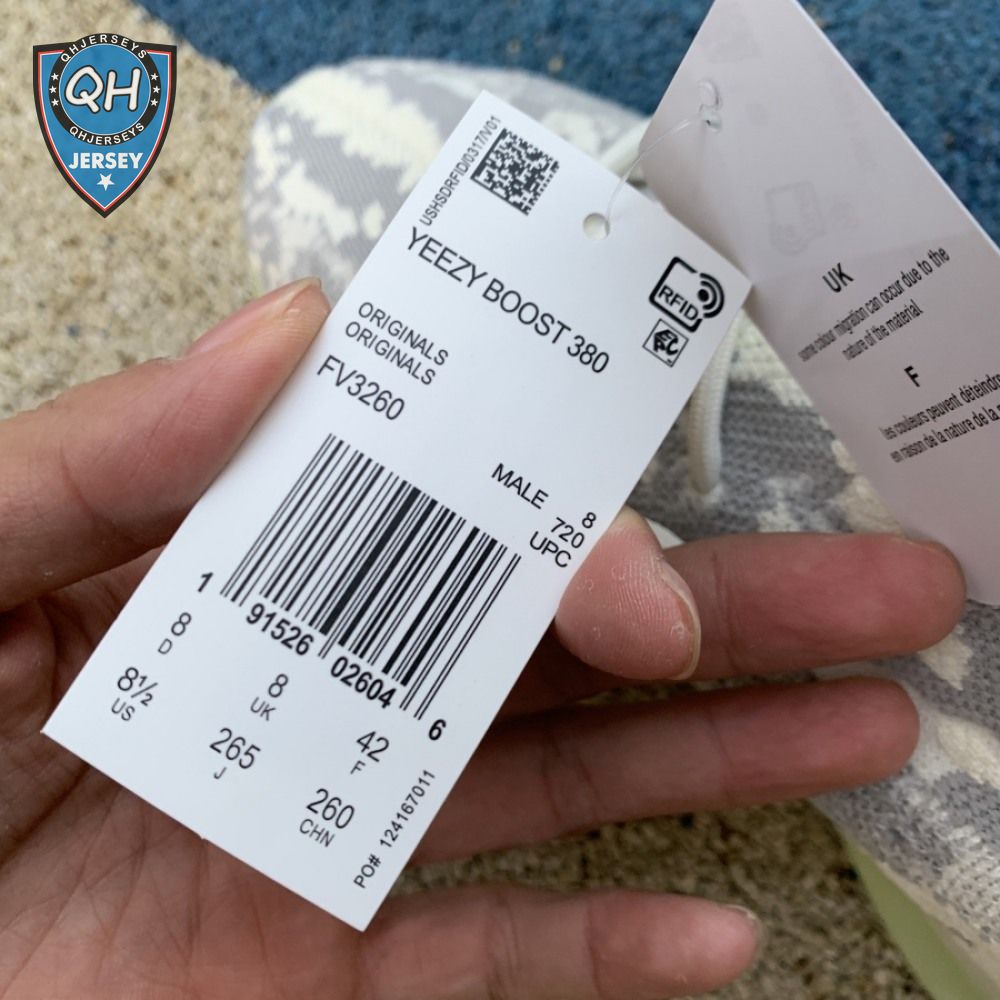 QHJERSEYS
QH
QHJERSEYS
JERSEY
USHSDRFID/0317/V01
YEEZY BOOST 380
RFID
ORIGINALS
ORIGINALS
FV3260
MALE 8
720
UPC
1 91526 02604 6
8
D
8½
US
8
UK
265
J
42
F
260
CHN
PO# 124167011
UK
some colour migration can occur due to the
nature of the material
F
les couleurs peuvent déteindre
en raison de la nature de la